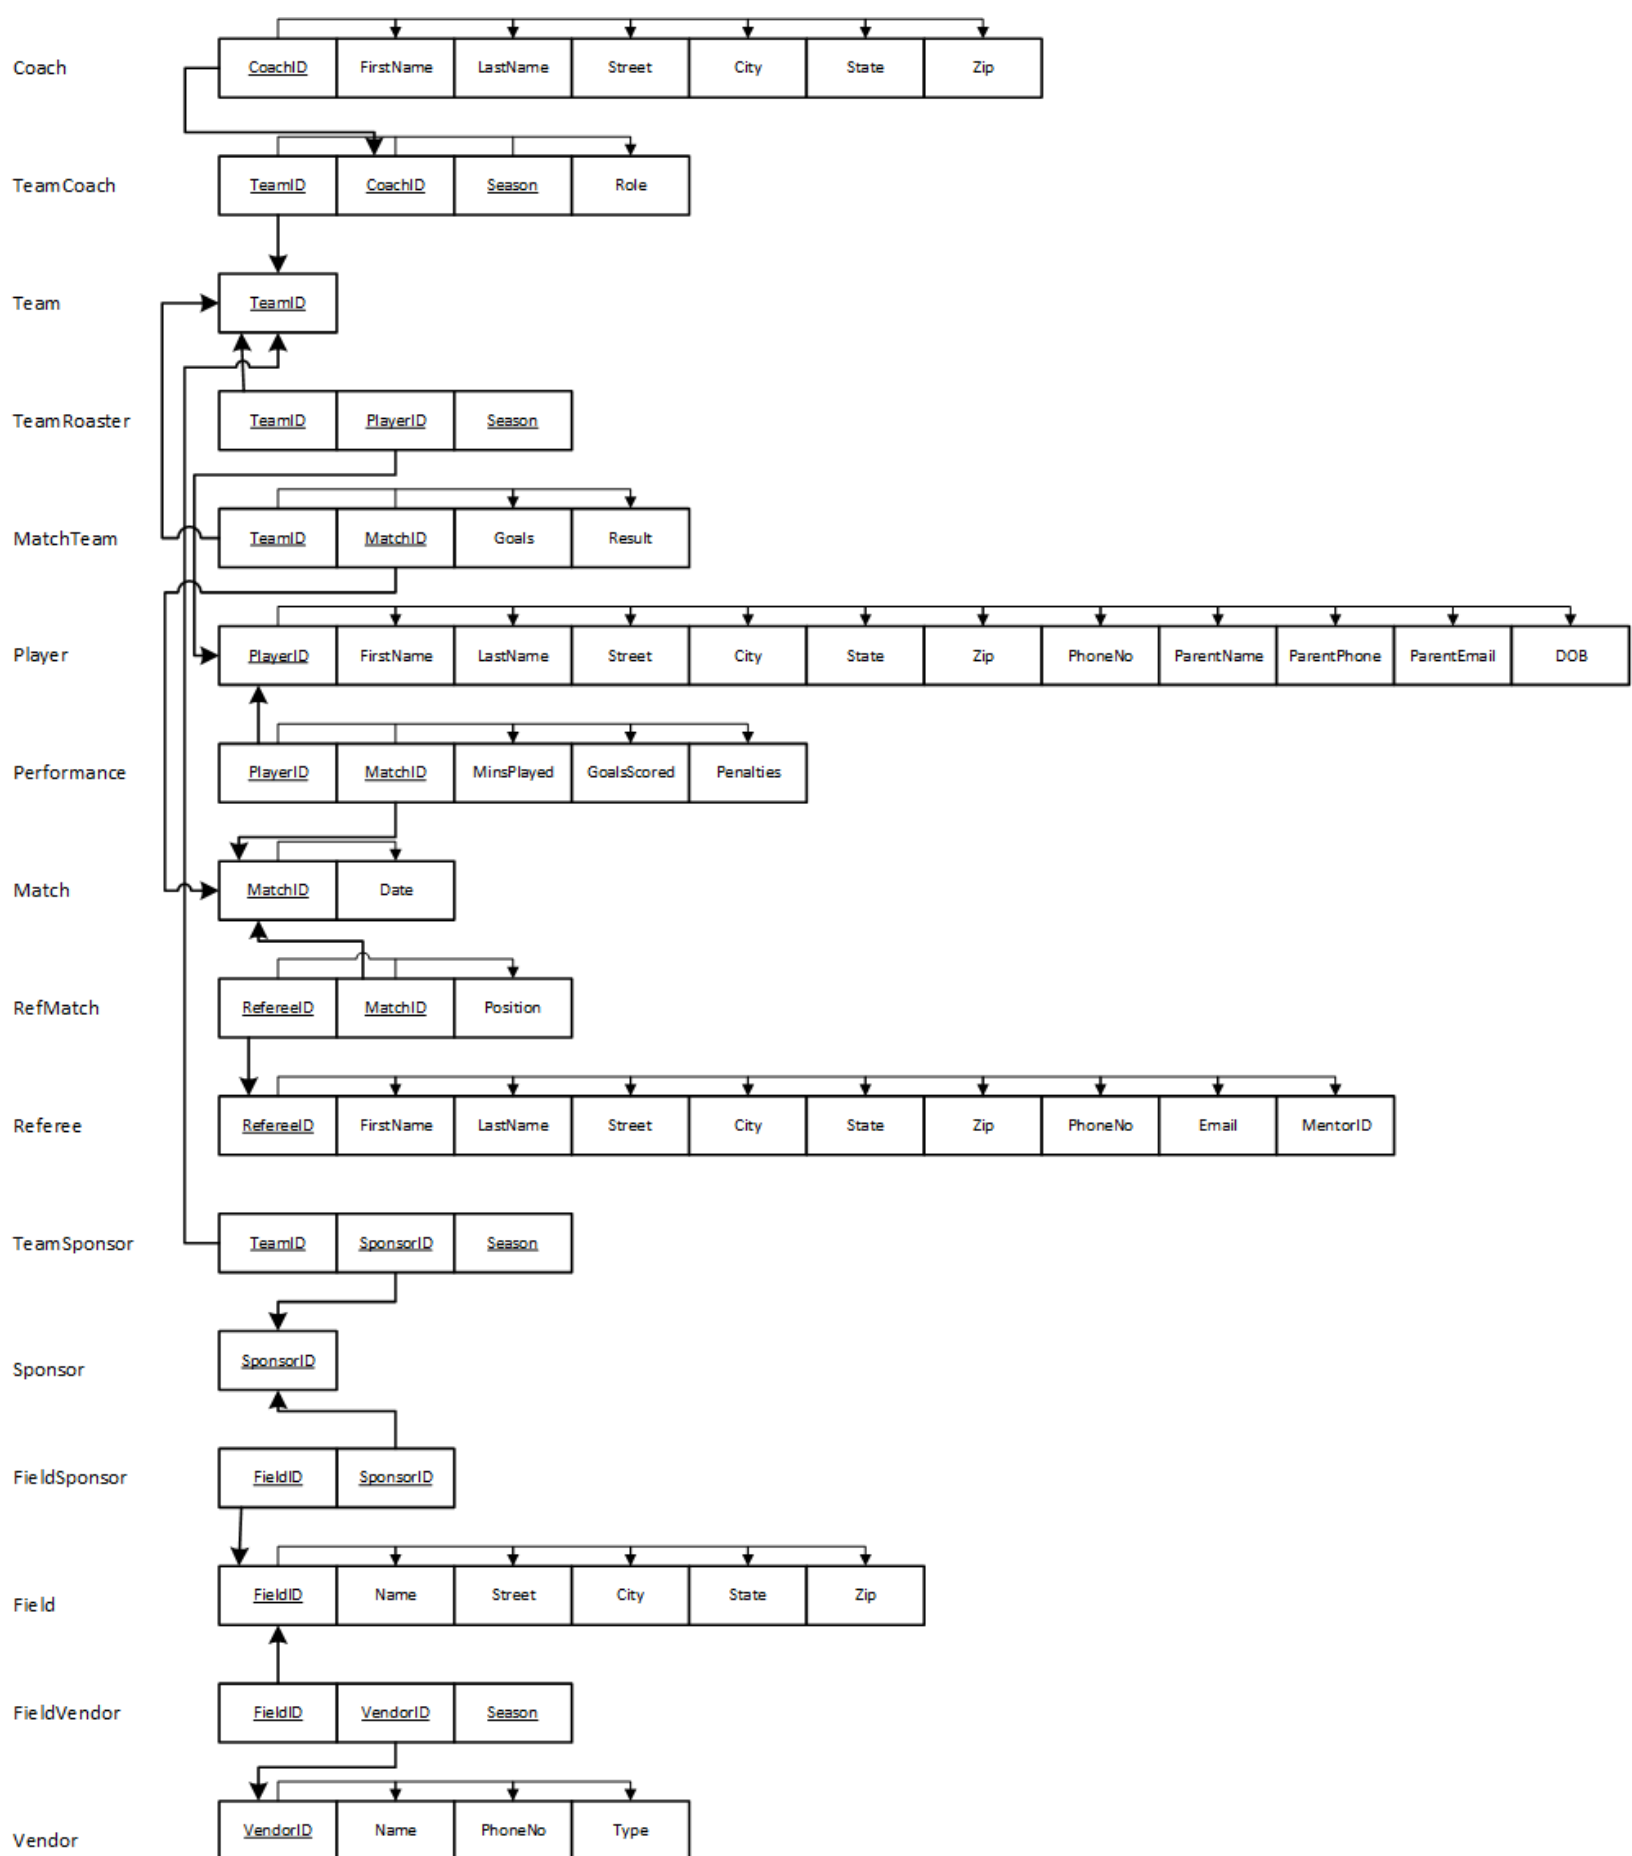 Coach CoachID FirstName LastName Street City State Zip
TeamCoach TeamID CoachID Season Role
Team TeamID
TeamRoaster TeamID PlayerID Season
MatchTeam TeamID MatchID Goals Result
Player PlayerID FirstName LastName Street City State Zip PhoneNo ParentName ParentPhone ParentEmail DOB
Performance PlayerID MatchID MinsPlayed GoalsScored Penalties
Match MatchID Date
RefMatch RefereeID MatchID Position
Referee RefereeID FirstName LastName Street City State Zip PhoneNo Email MentorID
TeamSponsor TeamID SponsorID Season
Sponsor SponsorID
FieldSponsor FieldID SponsorID
Field FieldID Name Street City State Zip
FieldVendor FieldID VendorID Season
Vendor VendorID Name PhoneNo Type